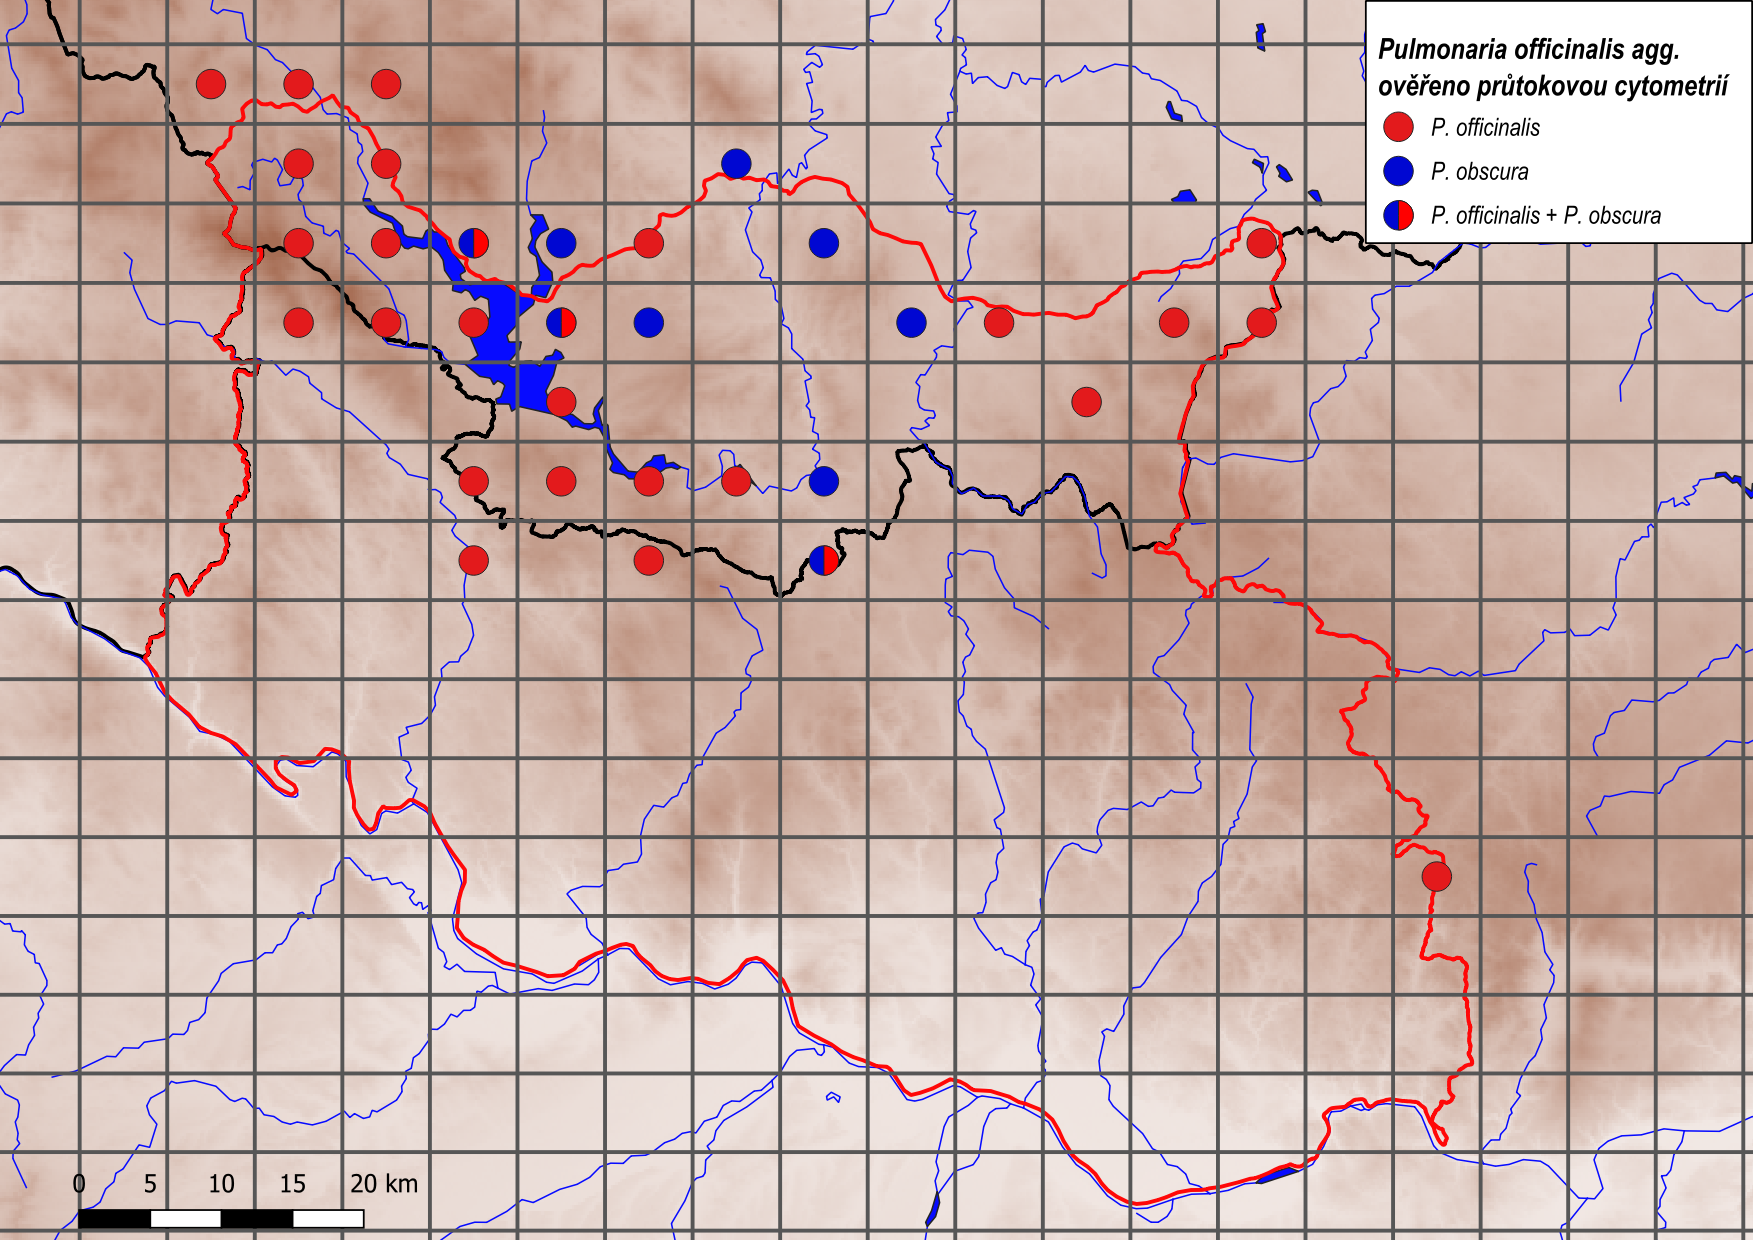 Pulmonaria officinalis agg.
ověřeno průtokovou cytometrií
P. officinalis
P. obscura
P. officinalis + P. obscura
0 5 10 15 20 km